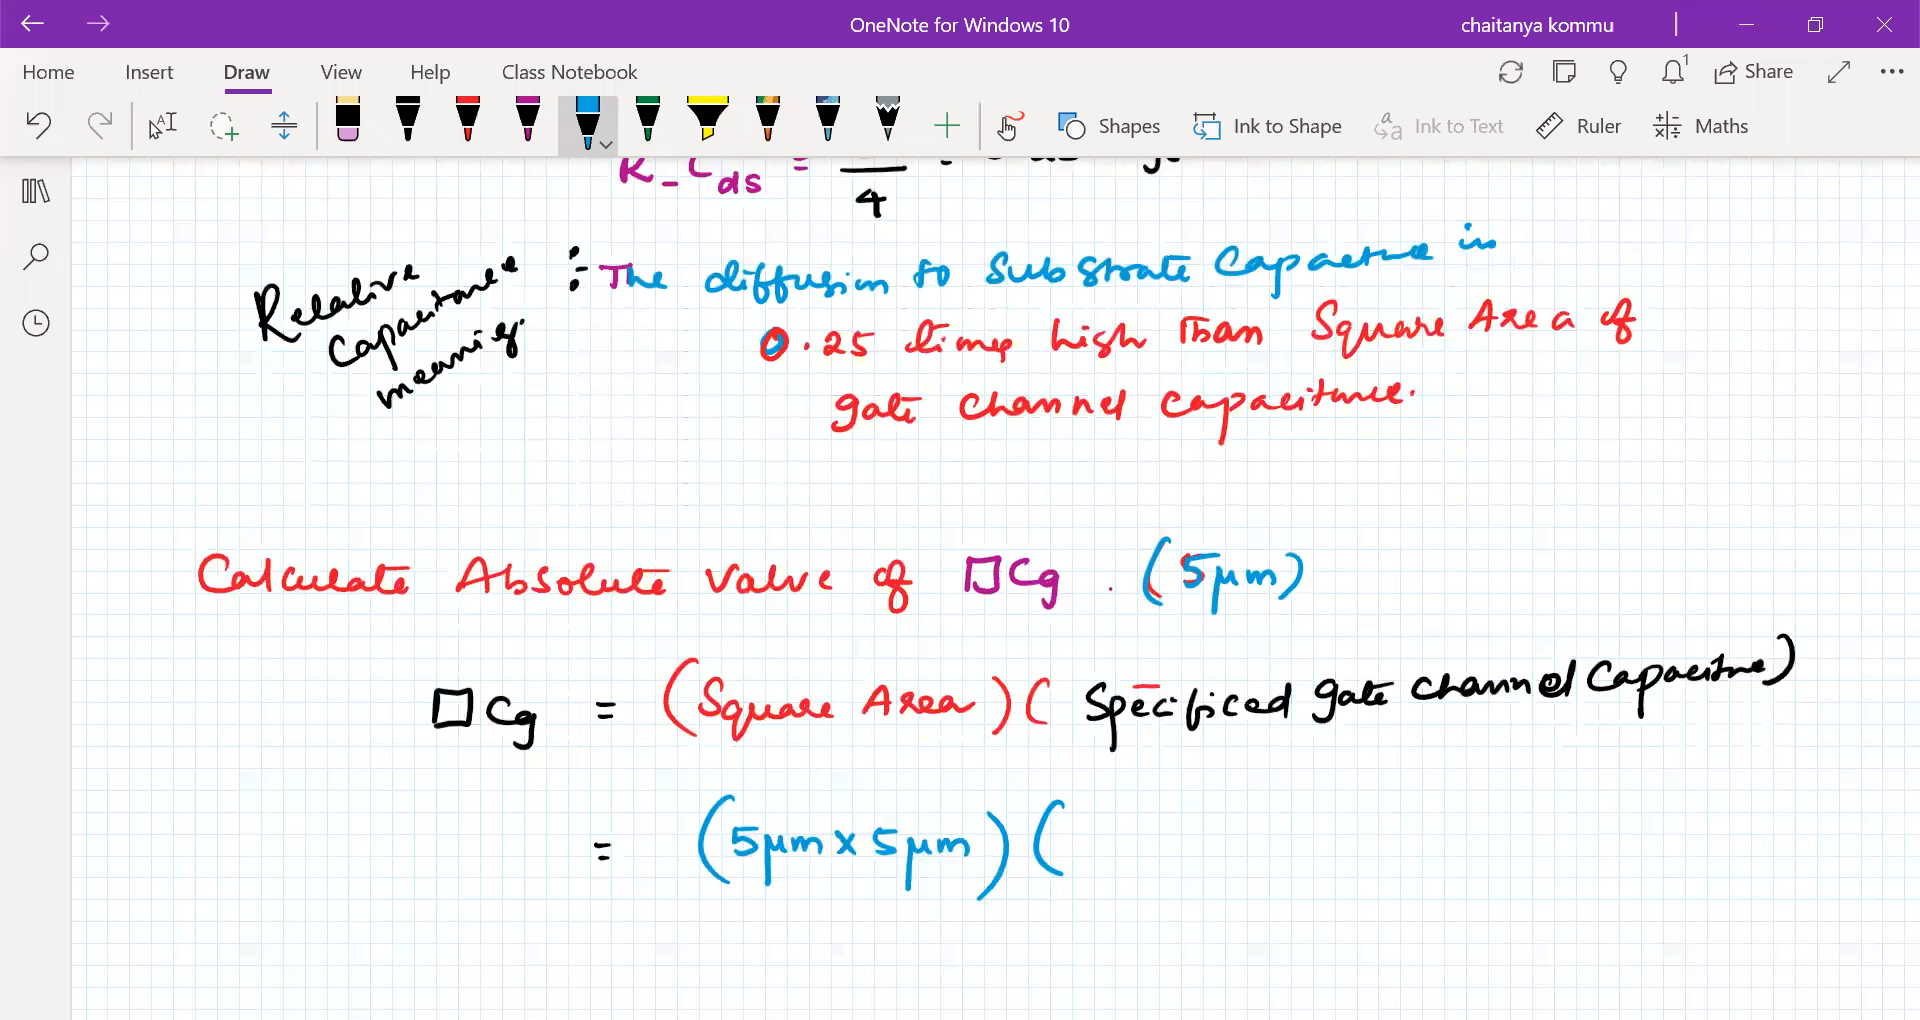 OneNote for Windows 10
chaitanya kommu
Home Insert Draw View Help Class Notebook
1 Share
Shapes Ink to Shape Ink to Text Ruler Maths
R_Cds =
4
Relative Capacitance meaning :- The diffusion to Substrate Capacitance is
0.25 times high Than Square Area of
gate channel capacitance.
Calculate Absolute Value of □Cg . (5μm)
□Cg = (Square Area) ( Specificed gate channel Capacitance)
= (5μm x 5μm) (